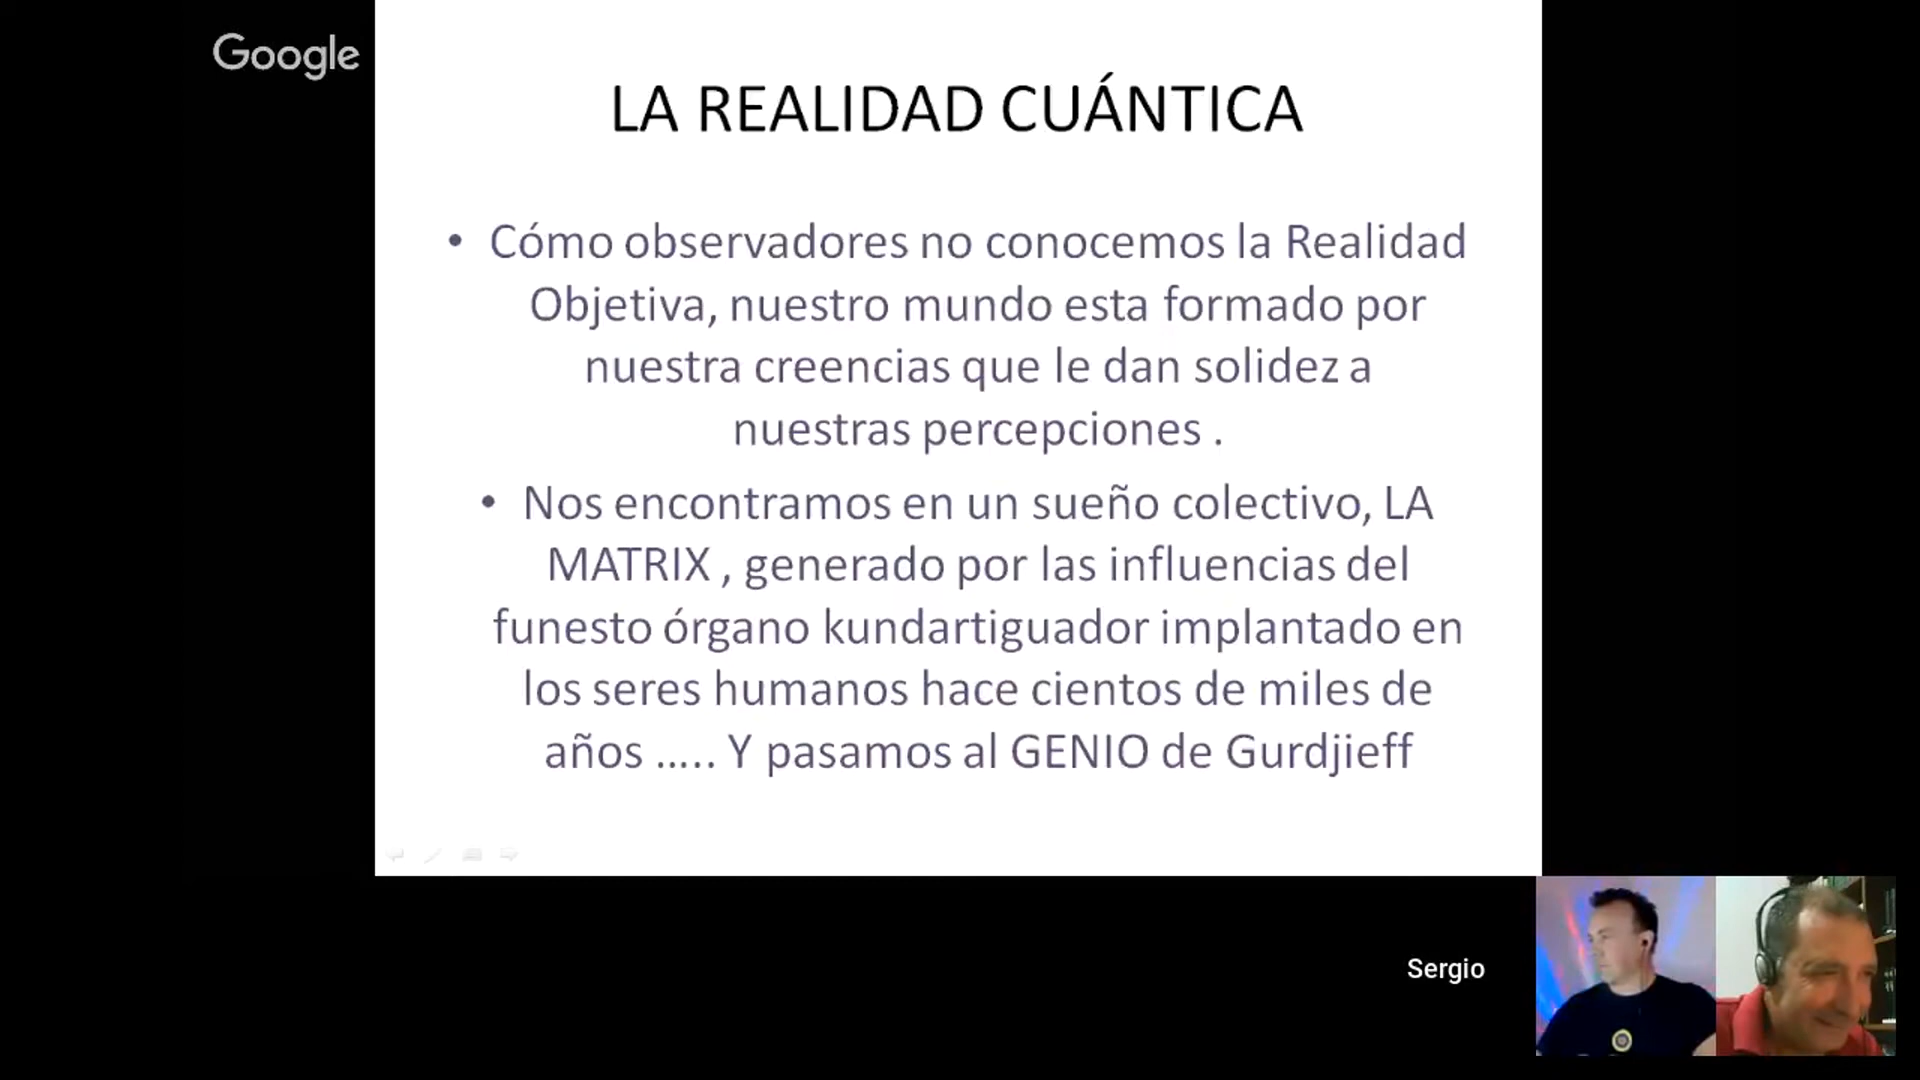 Google
LA REALIDAD CUÁNTICA
• Cómo observadores no conocemos la Realidad
Objetiva, nuestro mundo esta formado por
nuestra creencias que le dan solidez a
nuestras percepciones .
• Nos encontramos en un sueño colectivo, LA
MATRIX , generado por las influencias del
funesto órgano kundartiguador implantado en
los seres humanos hace cientos de miles de
años ..... Y pasamos al GENIO de Gurdjieff
Sergio